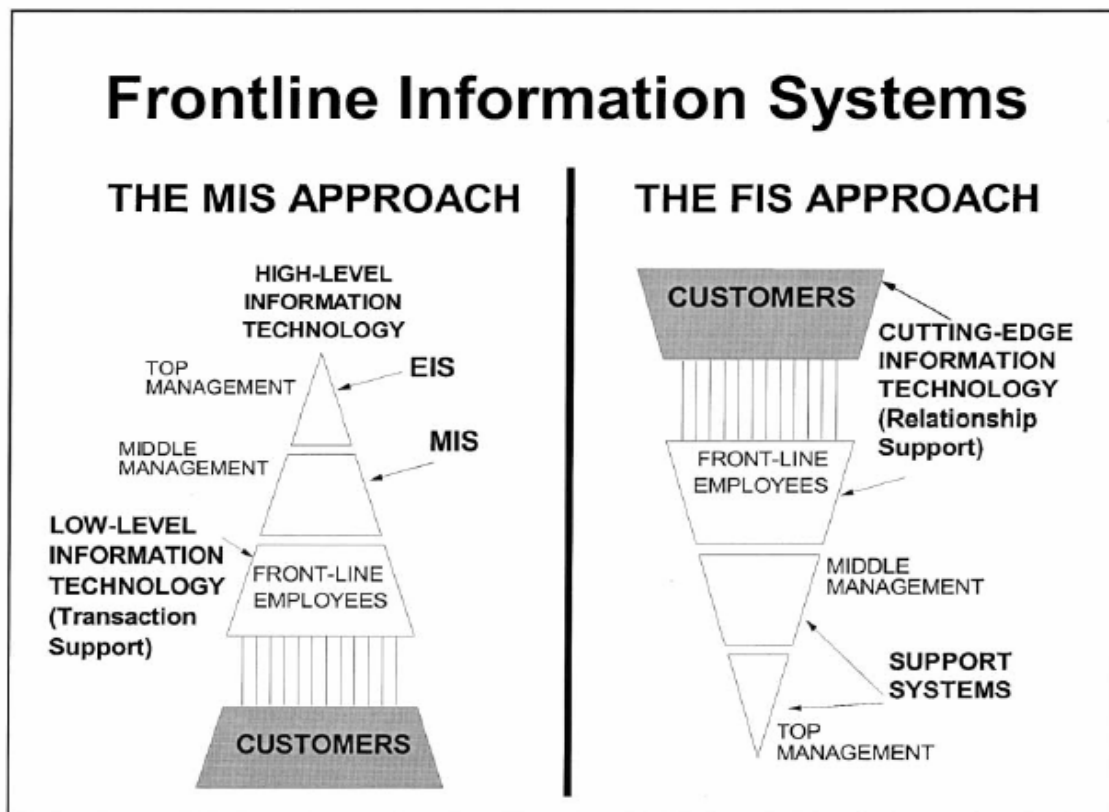 Frontline Information Systems
THE MIS APPROACH
HIGH-LEVEL
INFORMATION
TECHNOLOGY
TOP
MANAGEMENT
EIS
MIDDLE
MANAGEMENT
MIS
LOW-LEVEL
INFORMATION
TECHNOLOGY
(Transaction
Support)
FRONT-LINE
EMPLOYEES
CUSTOMERS
THE FIS APPROACH
CUSTOMERS
CUTTING-EDGE
INFORMATION
TECHNOLOGY
(Relationship
Support)
FRONT-LINE
EMPLOYEES
MIDDLE
MANAGEMENT
SUPPORT
SYSTEMS
TOP
MANAGEMENT